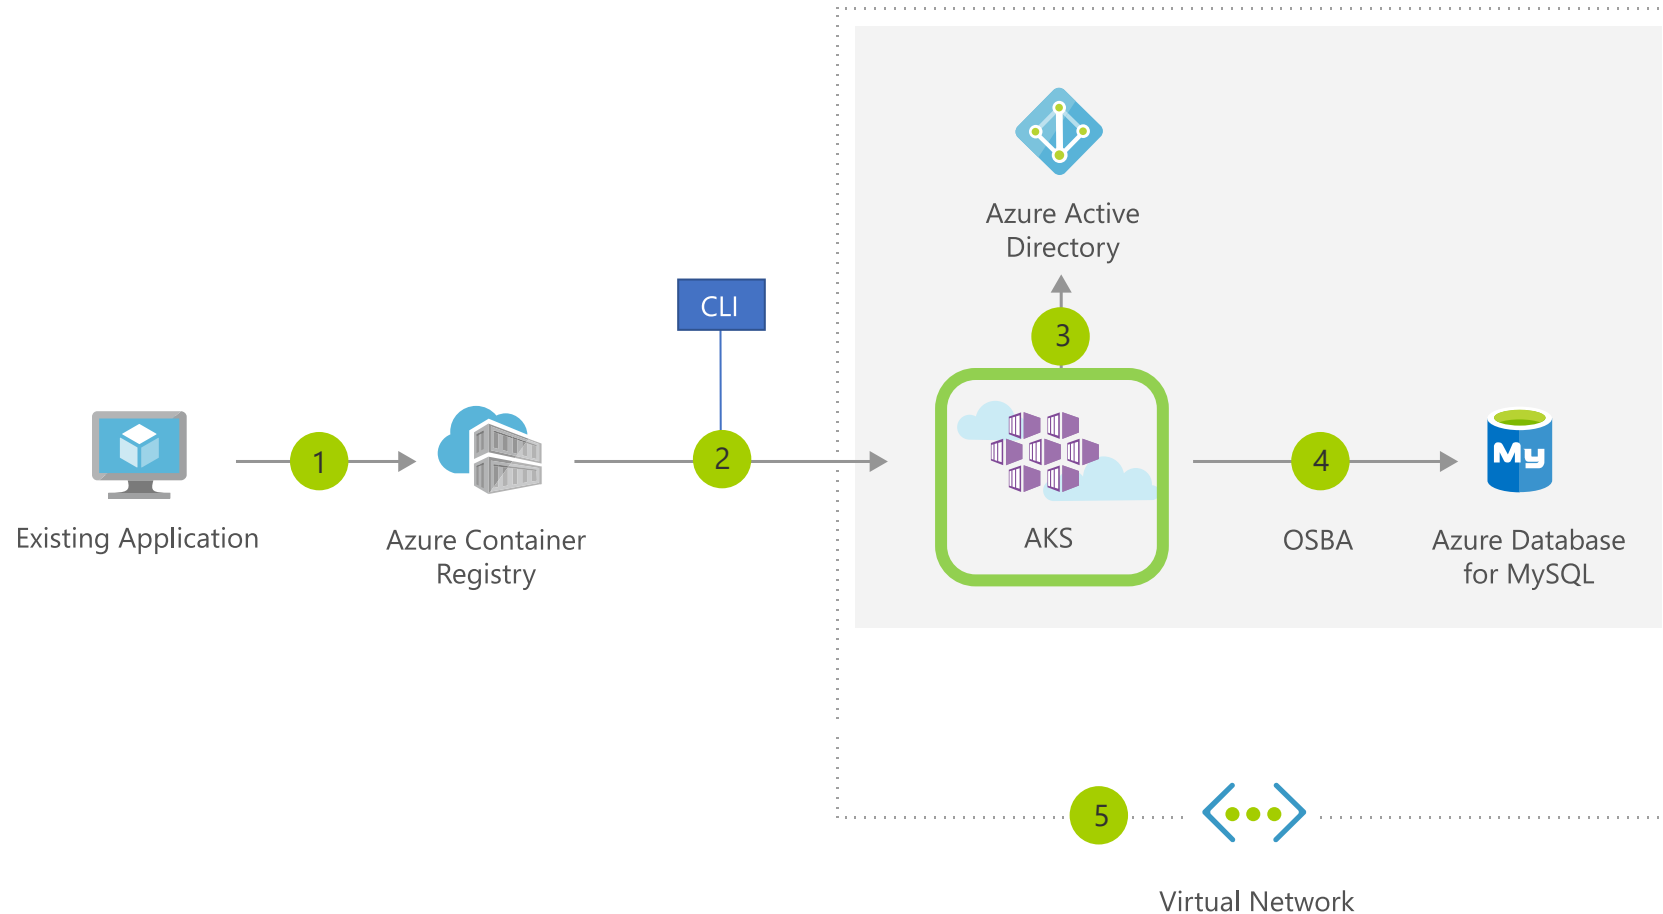 Azure Active
Directory
CLI
3
1
2
4
My
Existing Application
Azure Container
Registry
AKS
OSBA
Azure Database
for MySQL
5
Virtual Network